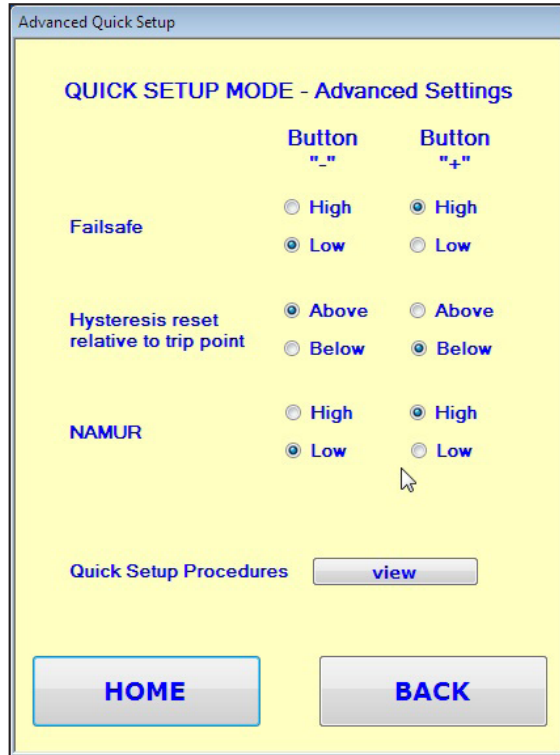 Advanced Quick Setup
QUICK SETUP MODE - Advanced Settings
Button Button
"-" "+"
High High
Failsafe
Low Low
Above Above
Hysteresis reset
relative to trip point
Below Below
High High
NAMUR
Low Low
Quick Setup Procedures view
HOME BACK